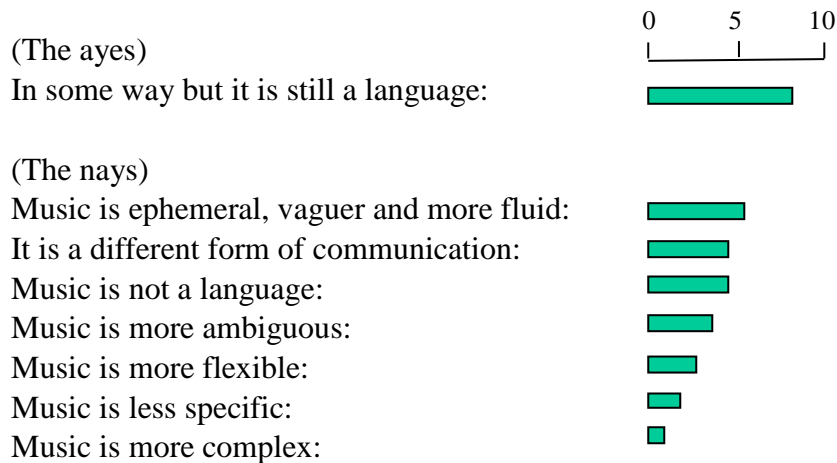 0 5 10
(The ayes)
In some way but it is still a language:
(The nays)
Music is ephemeral, vaguer and more fluid:
It is a different form of communication:
Music is not a language:
Music is more ambiguous:
Music is more flexible:
Music is less specific:
Music is more complex: